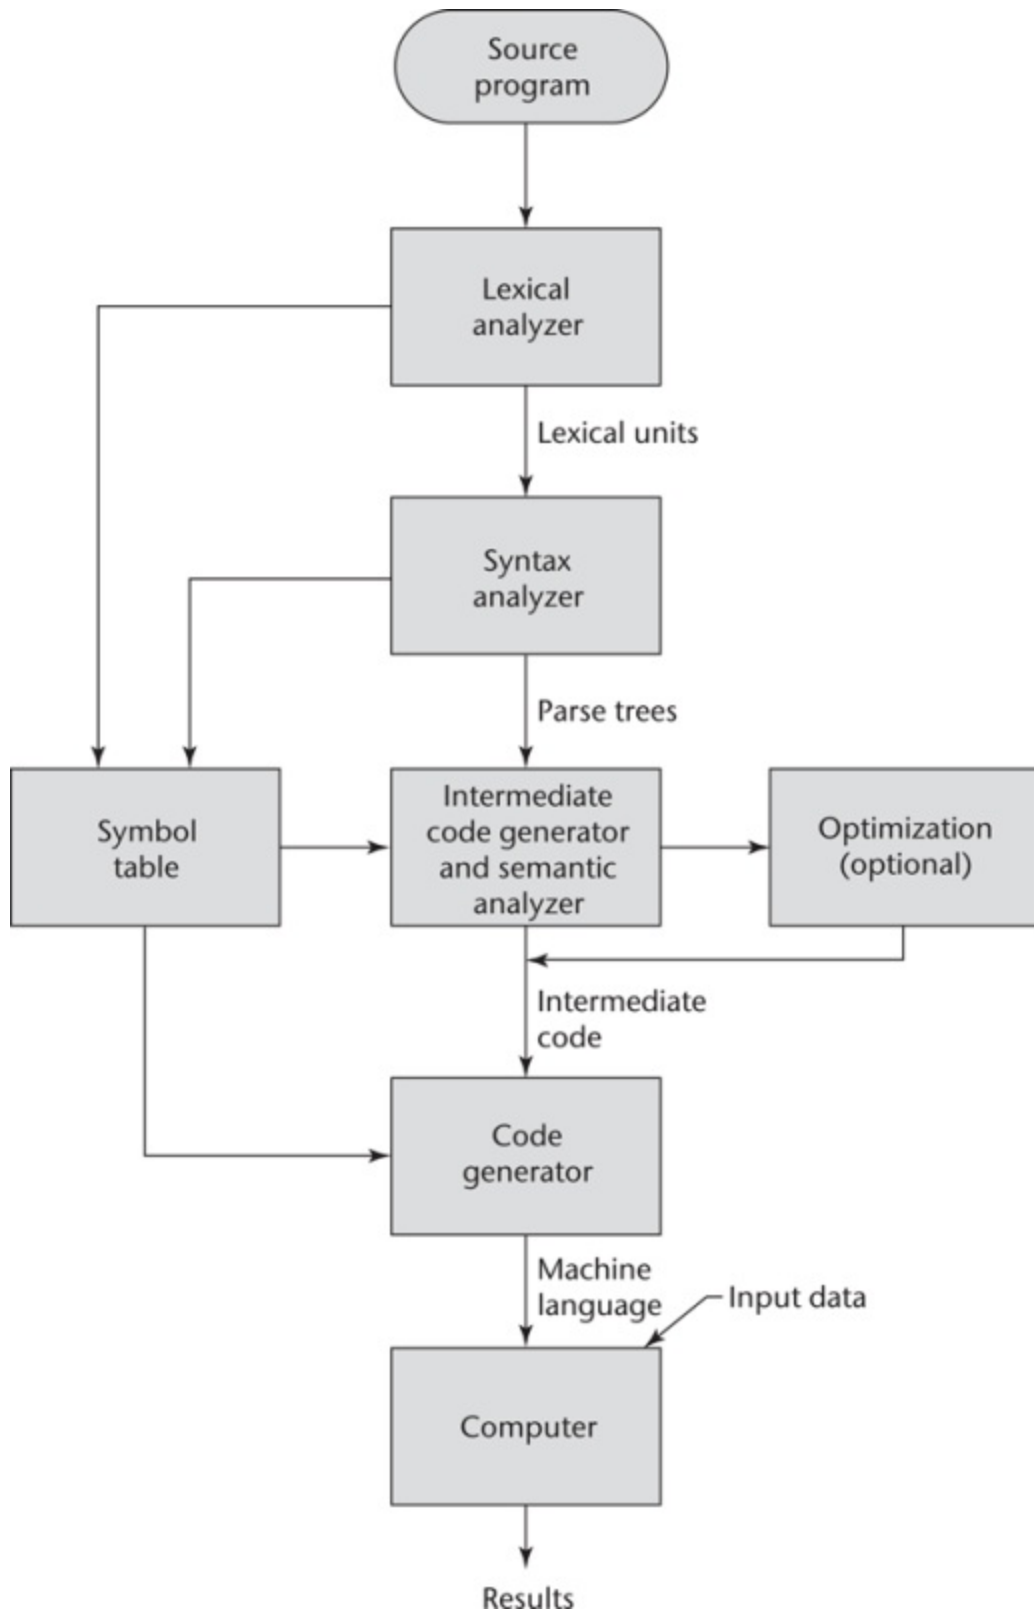 Source
program
Lexical
analyzer
Lexical units
Syntax
analyzer
Parse trees
Symbol
table
Intermediate
code generator
and semantic
analyzer
Optimization
(optional)
Intermediate
code
Code
generator
Machine
language
Input data
Computer
Results